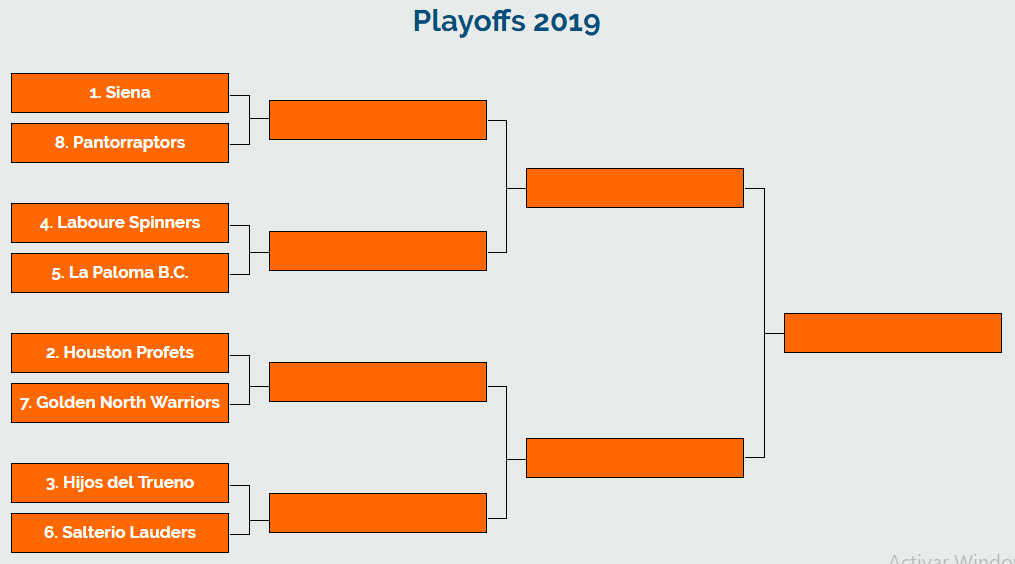 Playoffs 2019
1. Siena
8. Pantorraptors
4. Laboure Spinners
5. La Paloma B.C.
2. Houston Profets
7. Golden North Warriors
3. Hijos del Trueno
6. Salterio Lauders
Activar Windo